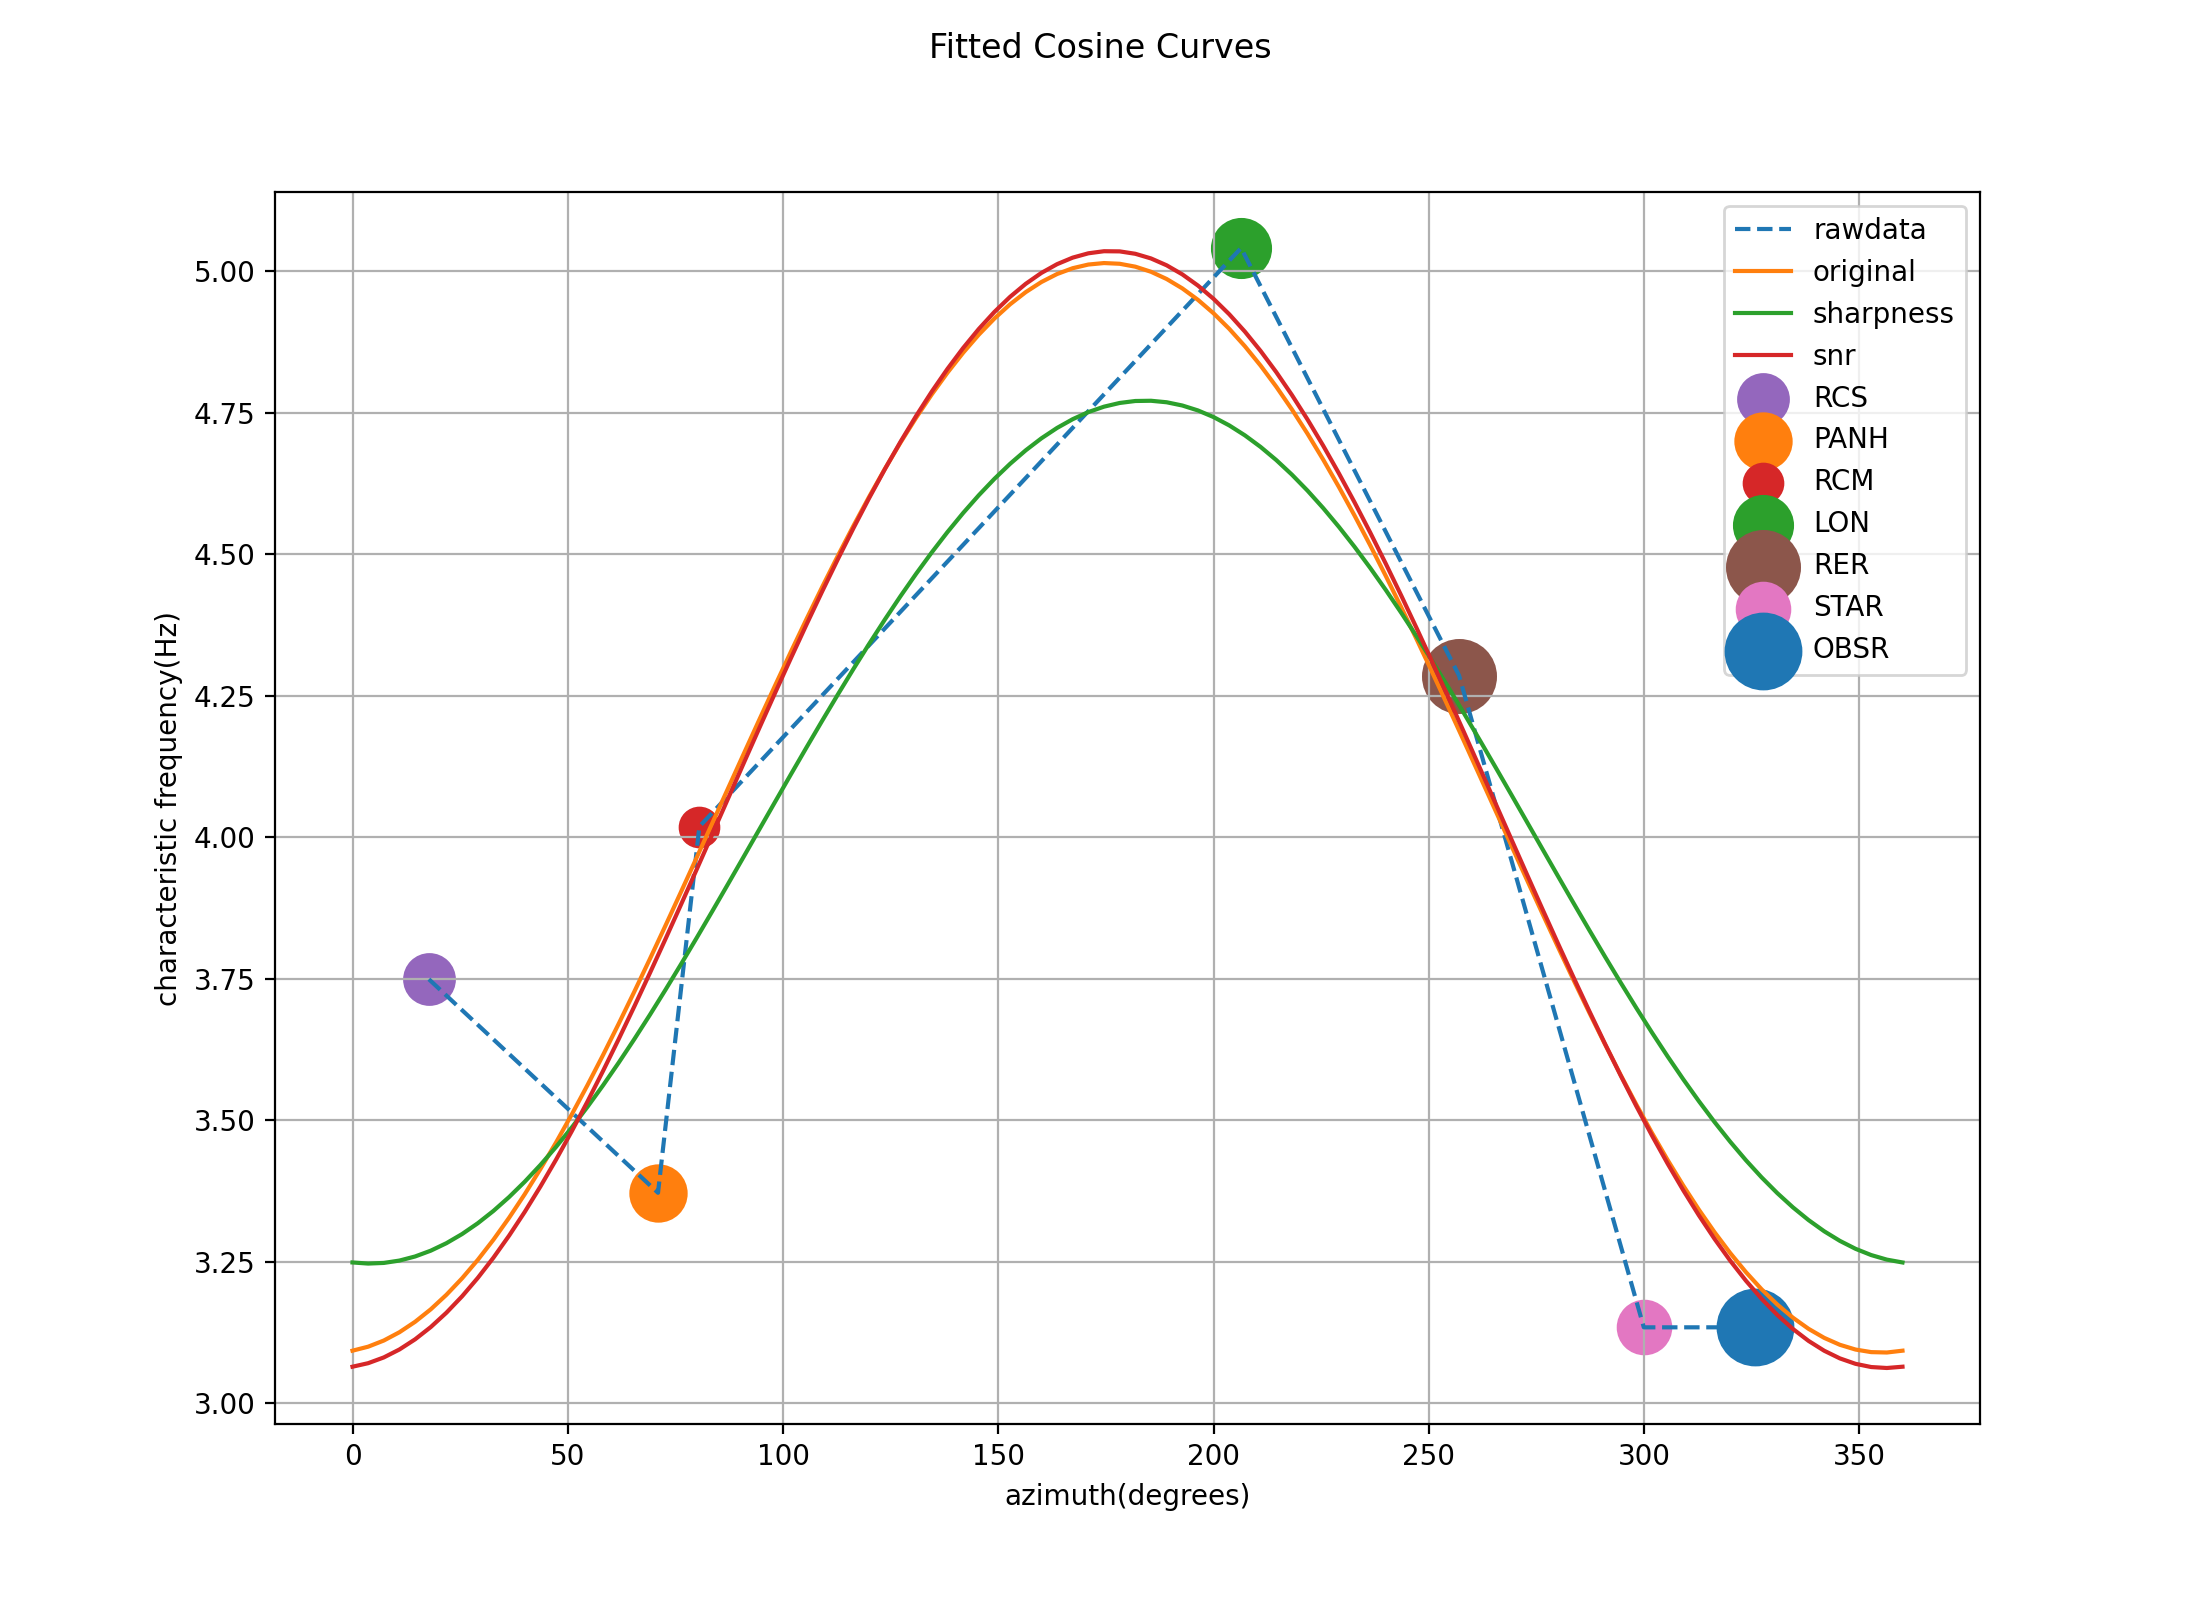 Fitted Cosine Curves
5.00
4.75
4.50
4.25
4.00
3.75
3.50
3.25
3.00
characteristic frequency(Hz)
rawdata
original
sharpness
snr
RCS
PANH
RCM
LON
RER
STAR
OBSR
0 50 100 150 200 250 300 350
azimuth(degrees)